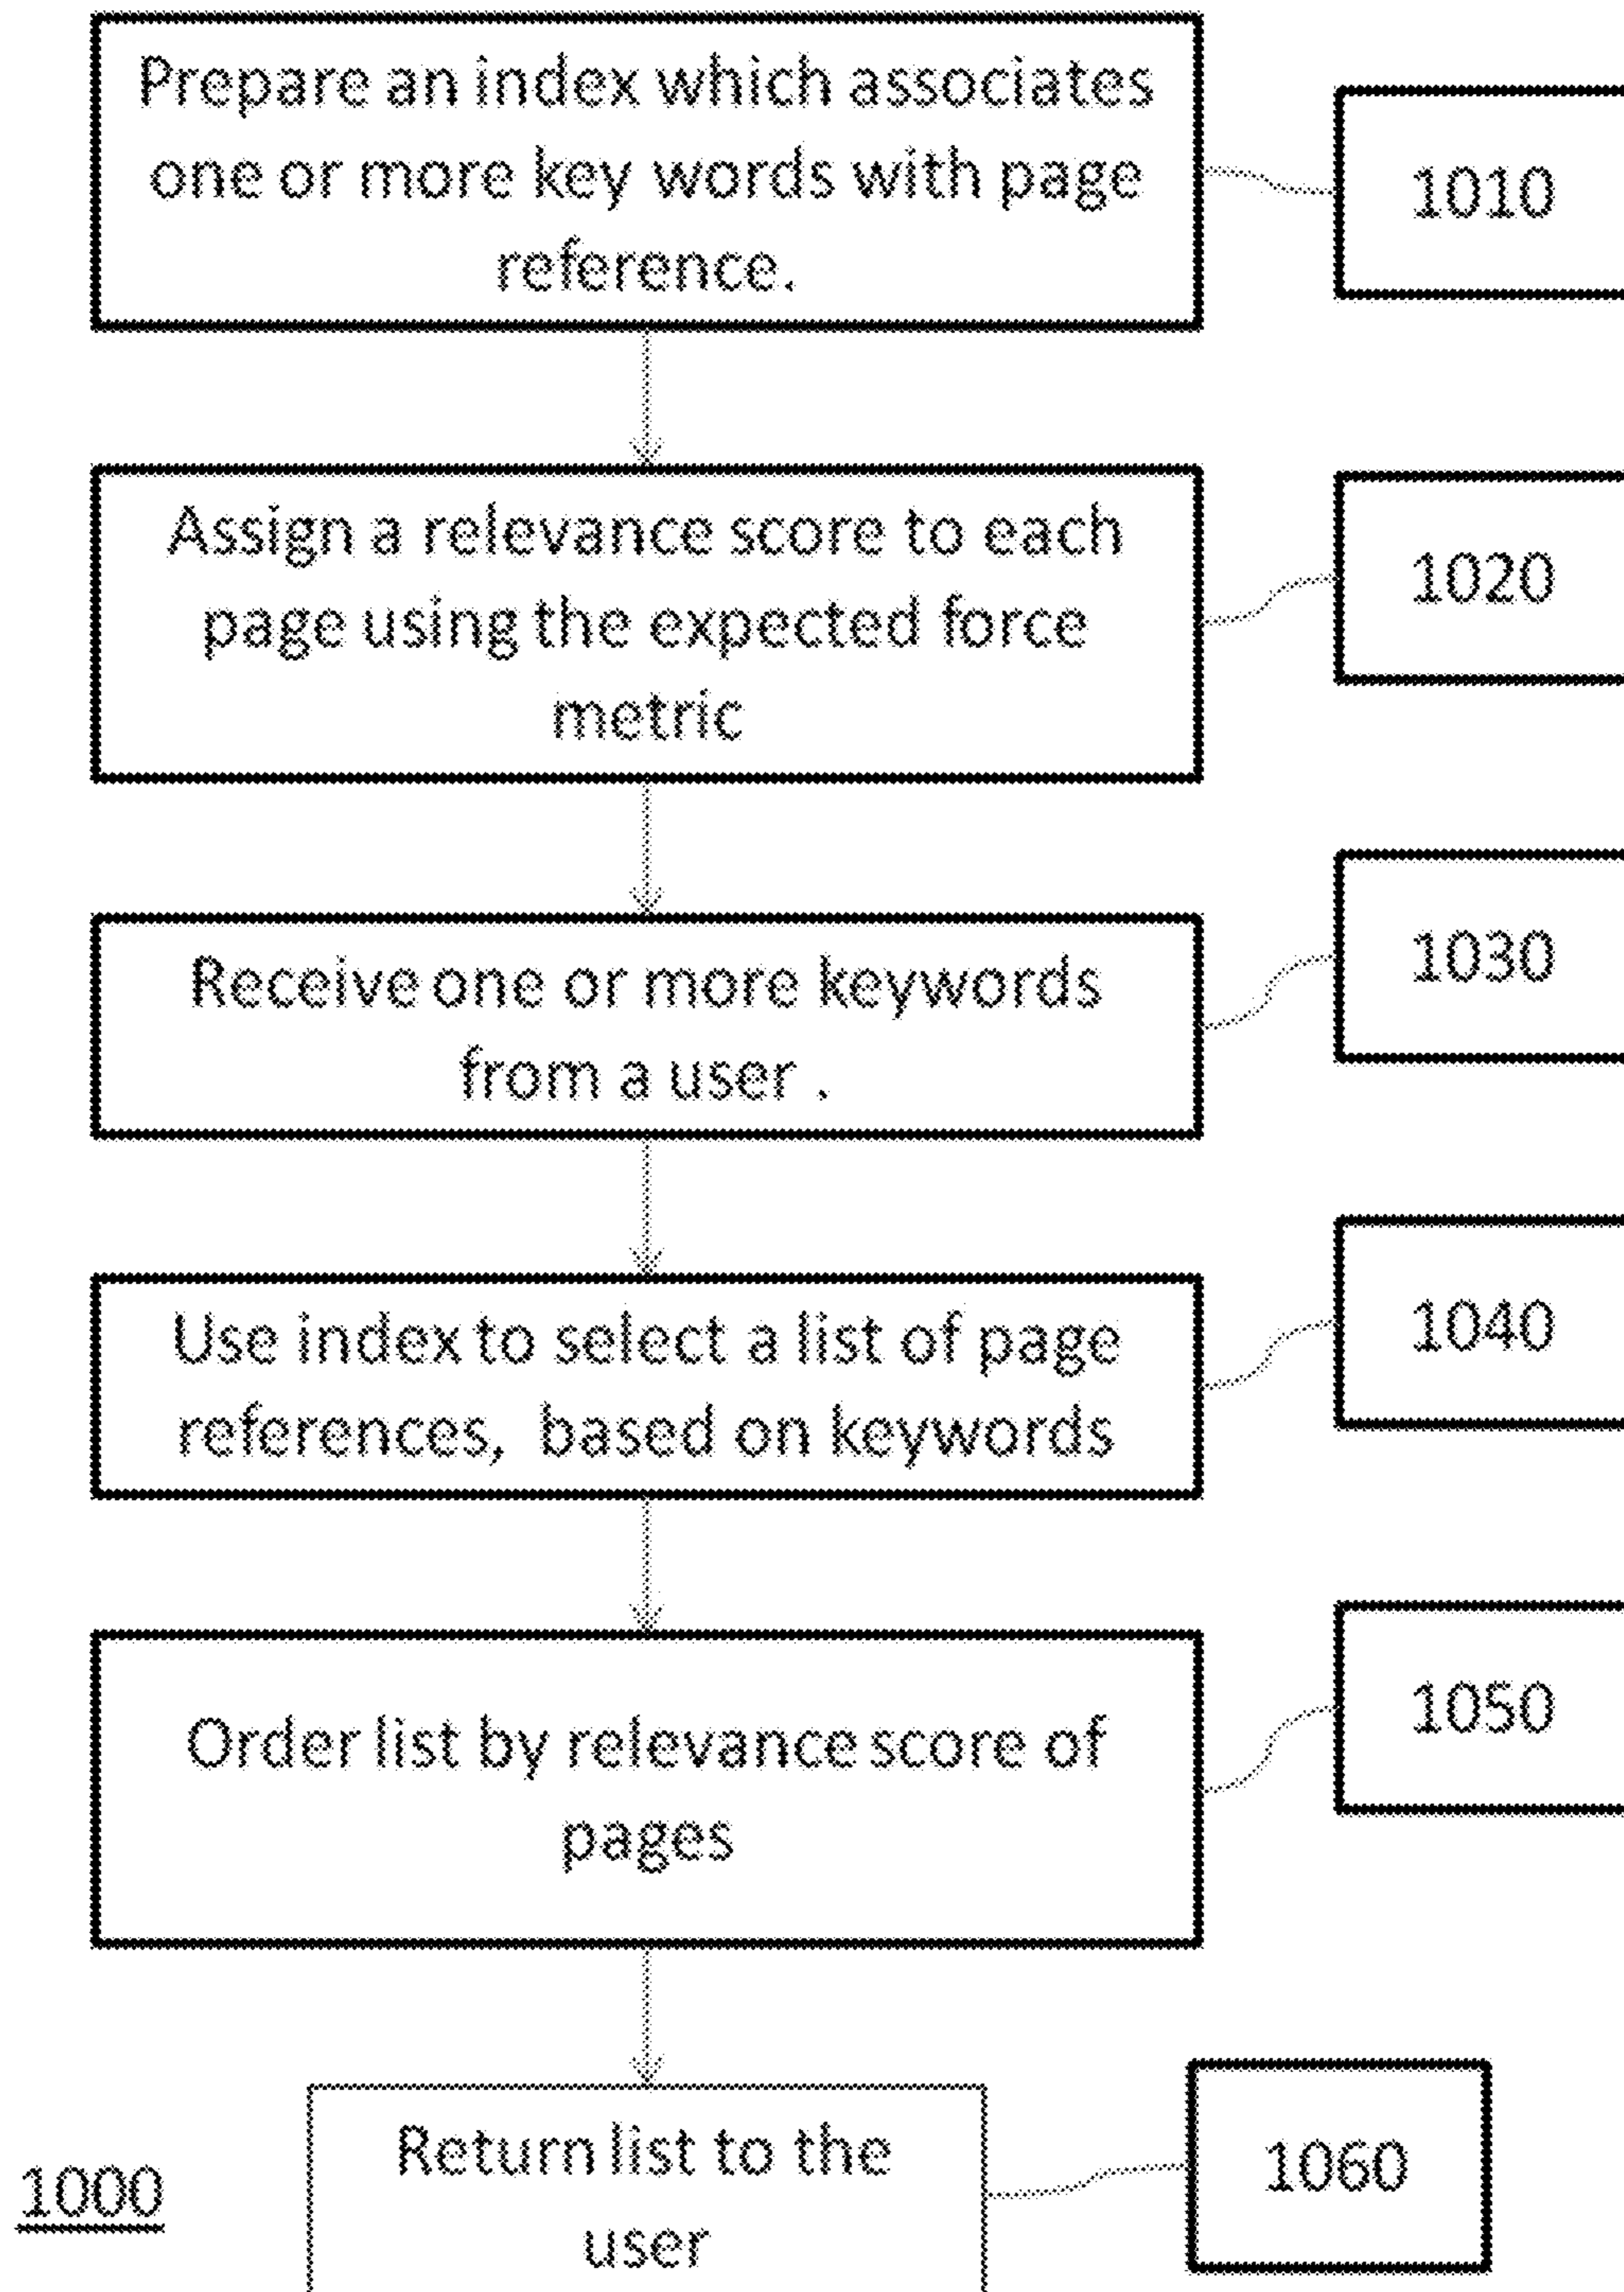 Prepare an index which associates
one or more key words with page
reference.
1010
Assign a relevance score to each
page using the expected force
metric
1020
Receive one or more keywords
from a user .
1030
Use index to select a list of page
references, based on keywords
1040
Order list by relevance score of
pages
1050
Return list to the
user
1060
1000